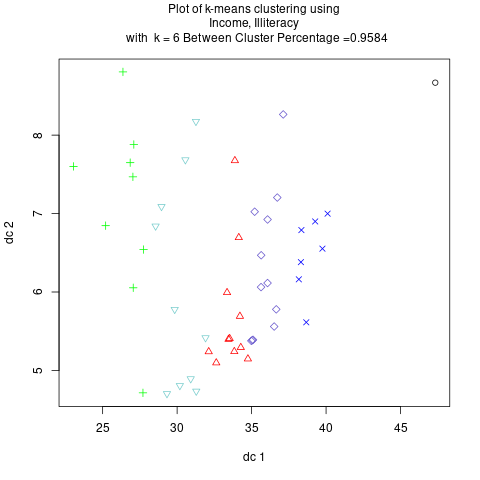 Plot of k-means clustering using
Income, Illiteracy
with  k = 6 Between Cluster Percentage =0.9584
8
7
6
5
dc 2
25 30 35 40 45
dc 1